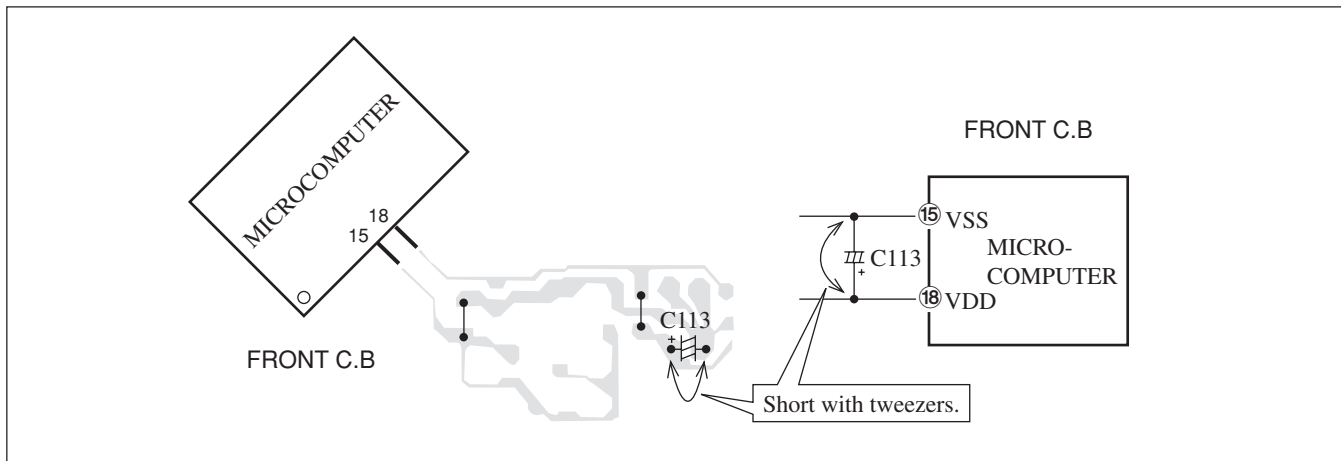 MICROCOMPUTER
18
15
FRONT C.B
C113
+
Short with tweezers.
FRONT C.B
15 VSS
C113
+
MICRO-
COMPUTER
18 VDD